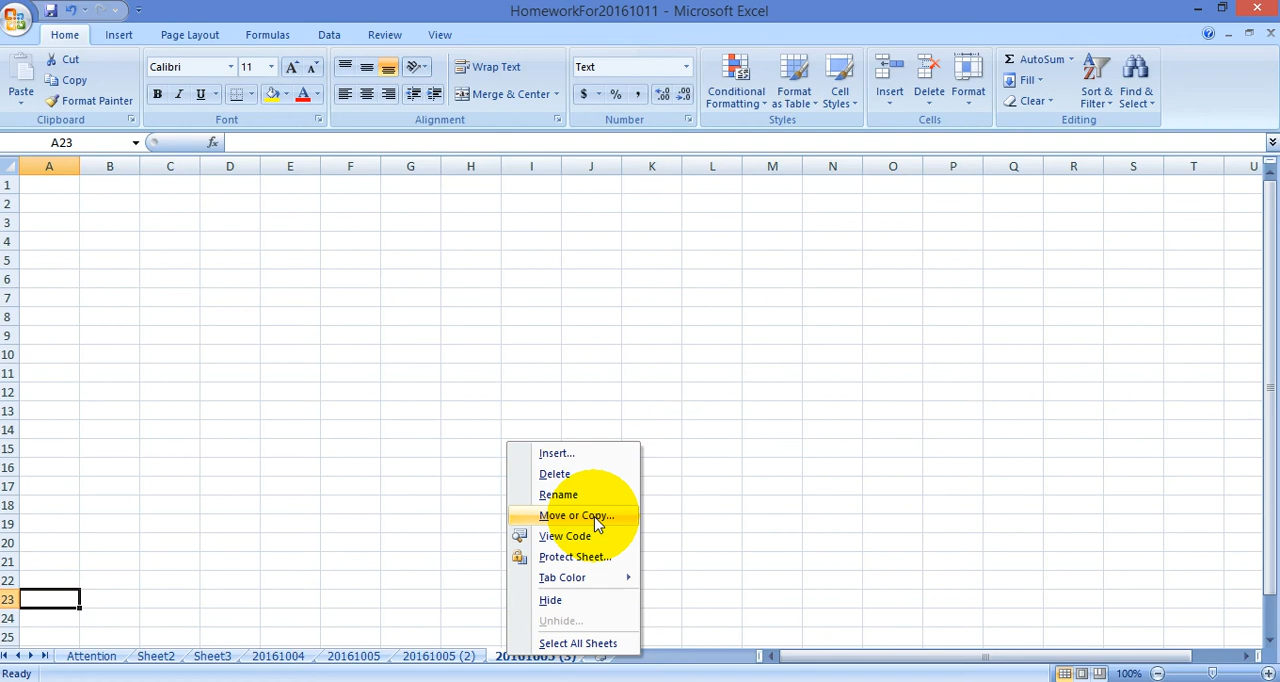 HomeworkFor20161011 - Microsoft Excel
Home Insert Page Layout Formulas Data Review View
Cut
Copy
Format Painter
Paste
Clipboard
Calibri 11
B I U
Font
Wrap Text
Merge & Center
Alignment
Text
$ % ,
Number
Conditional Formatting
Format as Table
Cell Styles
Styles
Insert Delete Format
Cells
Σ AutoSum
Fill
Clear
Sort & Filter
Find & Select
Editing
A23 fx
A B C D E F G H I J K L M N O P Q R S T U
1
2
3
4
5
6
7
8
9
10
11
12
13
14
15
16
17
18
19
20
21
22
23
24
25
Insert...
Delete
Rename
Move or Copy...
View Code
Protect Sheet...
Tab Color
Hide
Unhide...
Select All Sheets
Attention Sheet2 Sheet3 20161004 20161005 20161005 (2) 20161005 (3)
Ready 100%